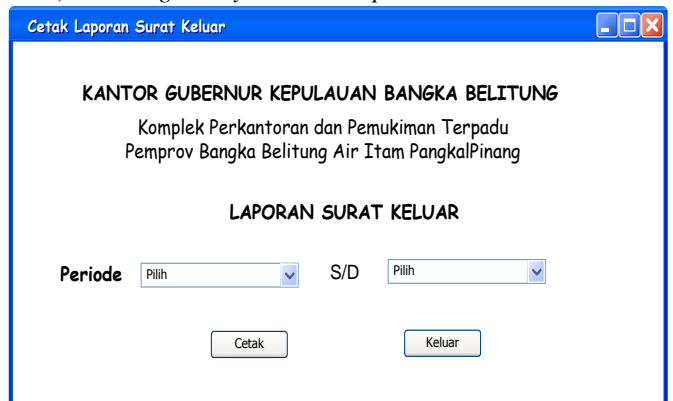 Cetak Laporan Surat Keluar
KANTOR GUBERNUR KEPULAUAN BANGKA BELITUNG
Komplek Perkantoran dan Pemukiman Terpadu
Pemprov Bangka Belitung Air Itam PangkalPinang
LAPORAN SURAT KELUAR
Periode Pilih S/D Pilih
Cetak Keluar